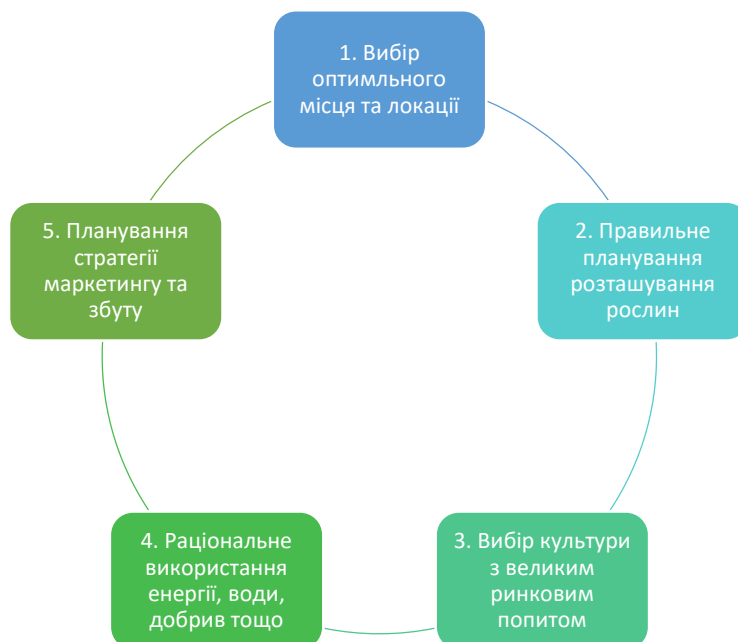 1. Вибір
оптимльного
місця та локації
2. Правильне
планування
розташування
рослин
3. Вибір культури
з великим
ринковим
попитом
4. Раціональне
використання
енергії, води,
добрив тощо
5. Планування
стратегії
маркетингу та
збуту